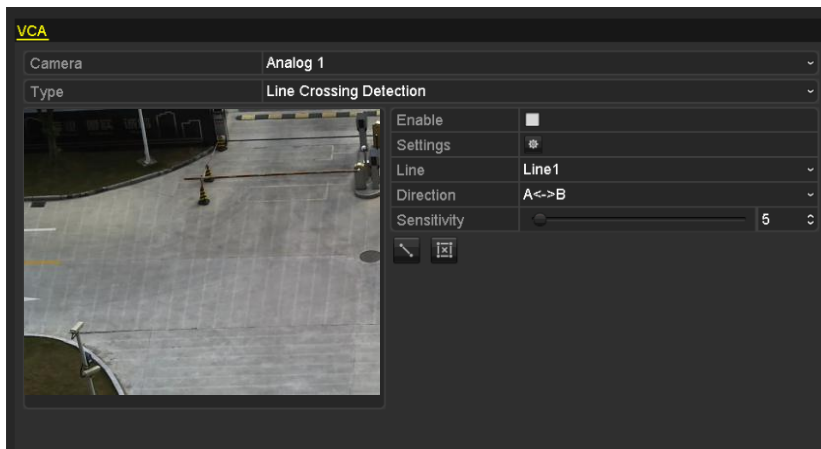 VCA
Camera Analog 1
Type Line Crossing Detection
Enable
Settings
Line Line1
Direction A<->B
Sensitivity 5